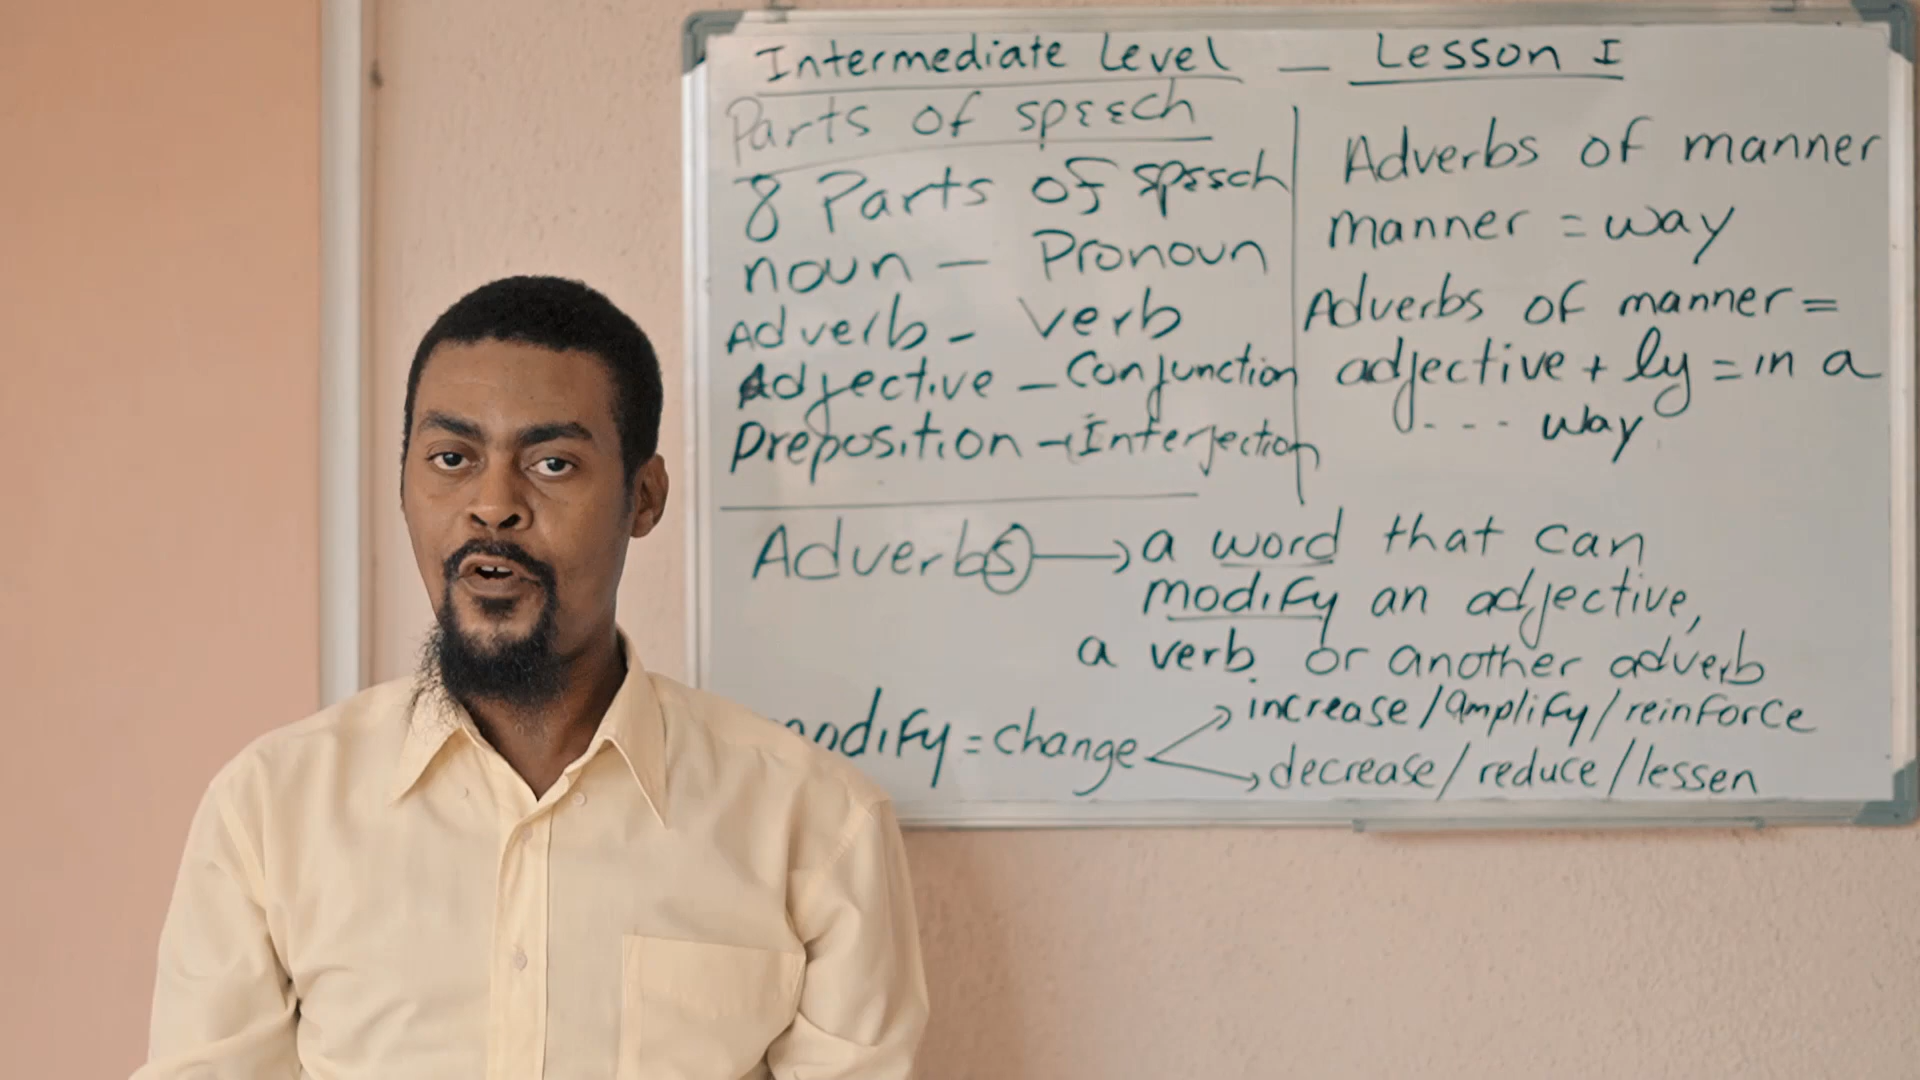 Intermediate Level - Lesson I
Parts of speech
8 Parts of speech
noun - Pronoun
Adverb - Verb
Adjective - Conjunction
Preposition - Interjection
Adverbs of manner
manner = way
Adverbs of manner =
adjective + ly = in a
--- way
Adverbs → a word that can
modify an adjective,
a verb or another adverb
modify = change
increase/amplify/reinforce
decrease/reduce/lessen